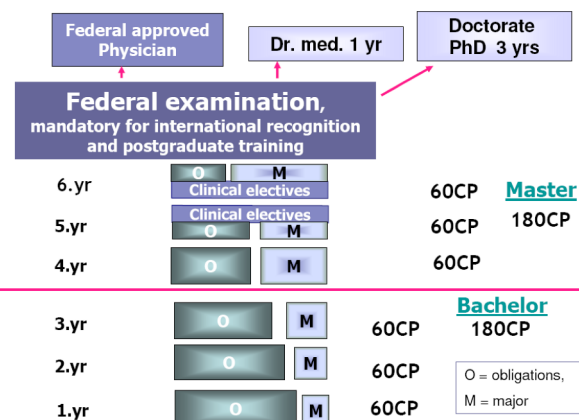 Federal approved
Physician
Dr. med. 1 yr
Doctorate
PhD 3 yrs
Federal examination,
mandatory for international recognition
and postgraduate training
6.yr
O
M
Clinical electives
60CP
Master
180CP
5.yr
Clinical electives
O
M
60CP
4.yr
O
M
60CP
Bachelor
180CP
3.yr
O
M
60CP
2.yr
O
M
60CP
O = obligations,
M = major
1.yr
O
M
60CP